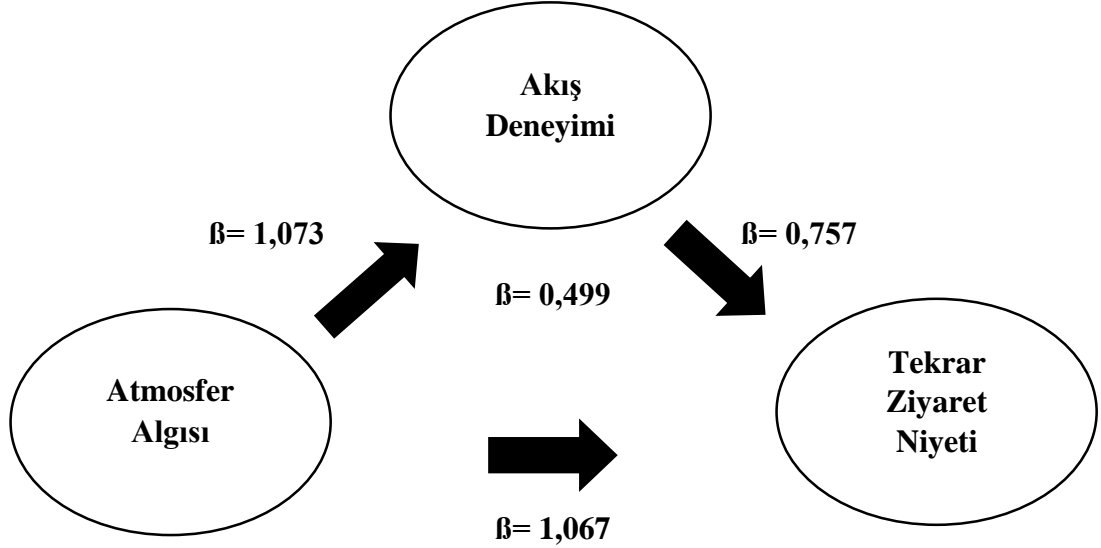 Akış
Deneyimi
ß= 1,073
ß= 0,757
ß= 0,499
Atmosfer
Algısı
Tekrar
Ziyaret
Niyeti
ß= 1,067